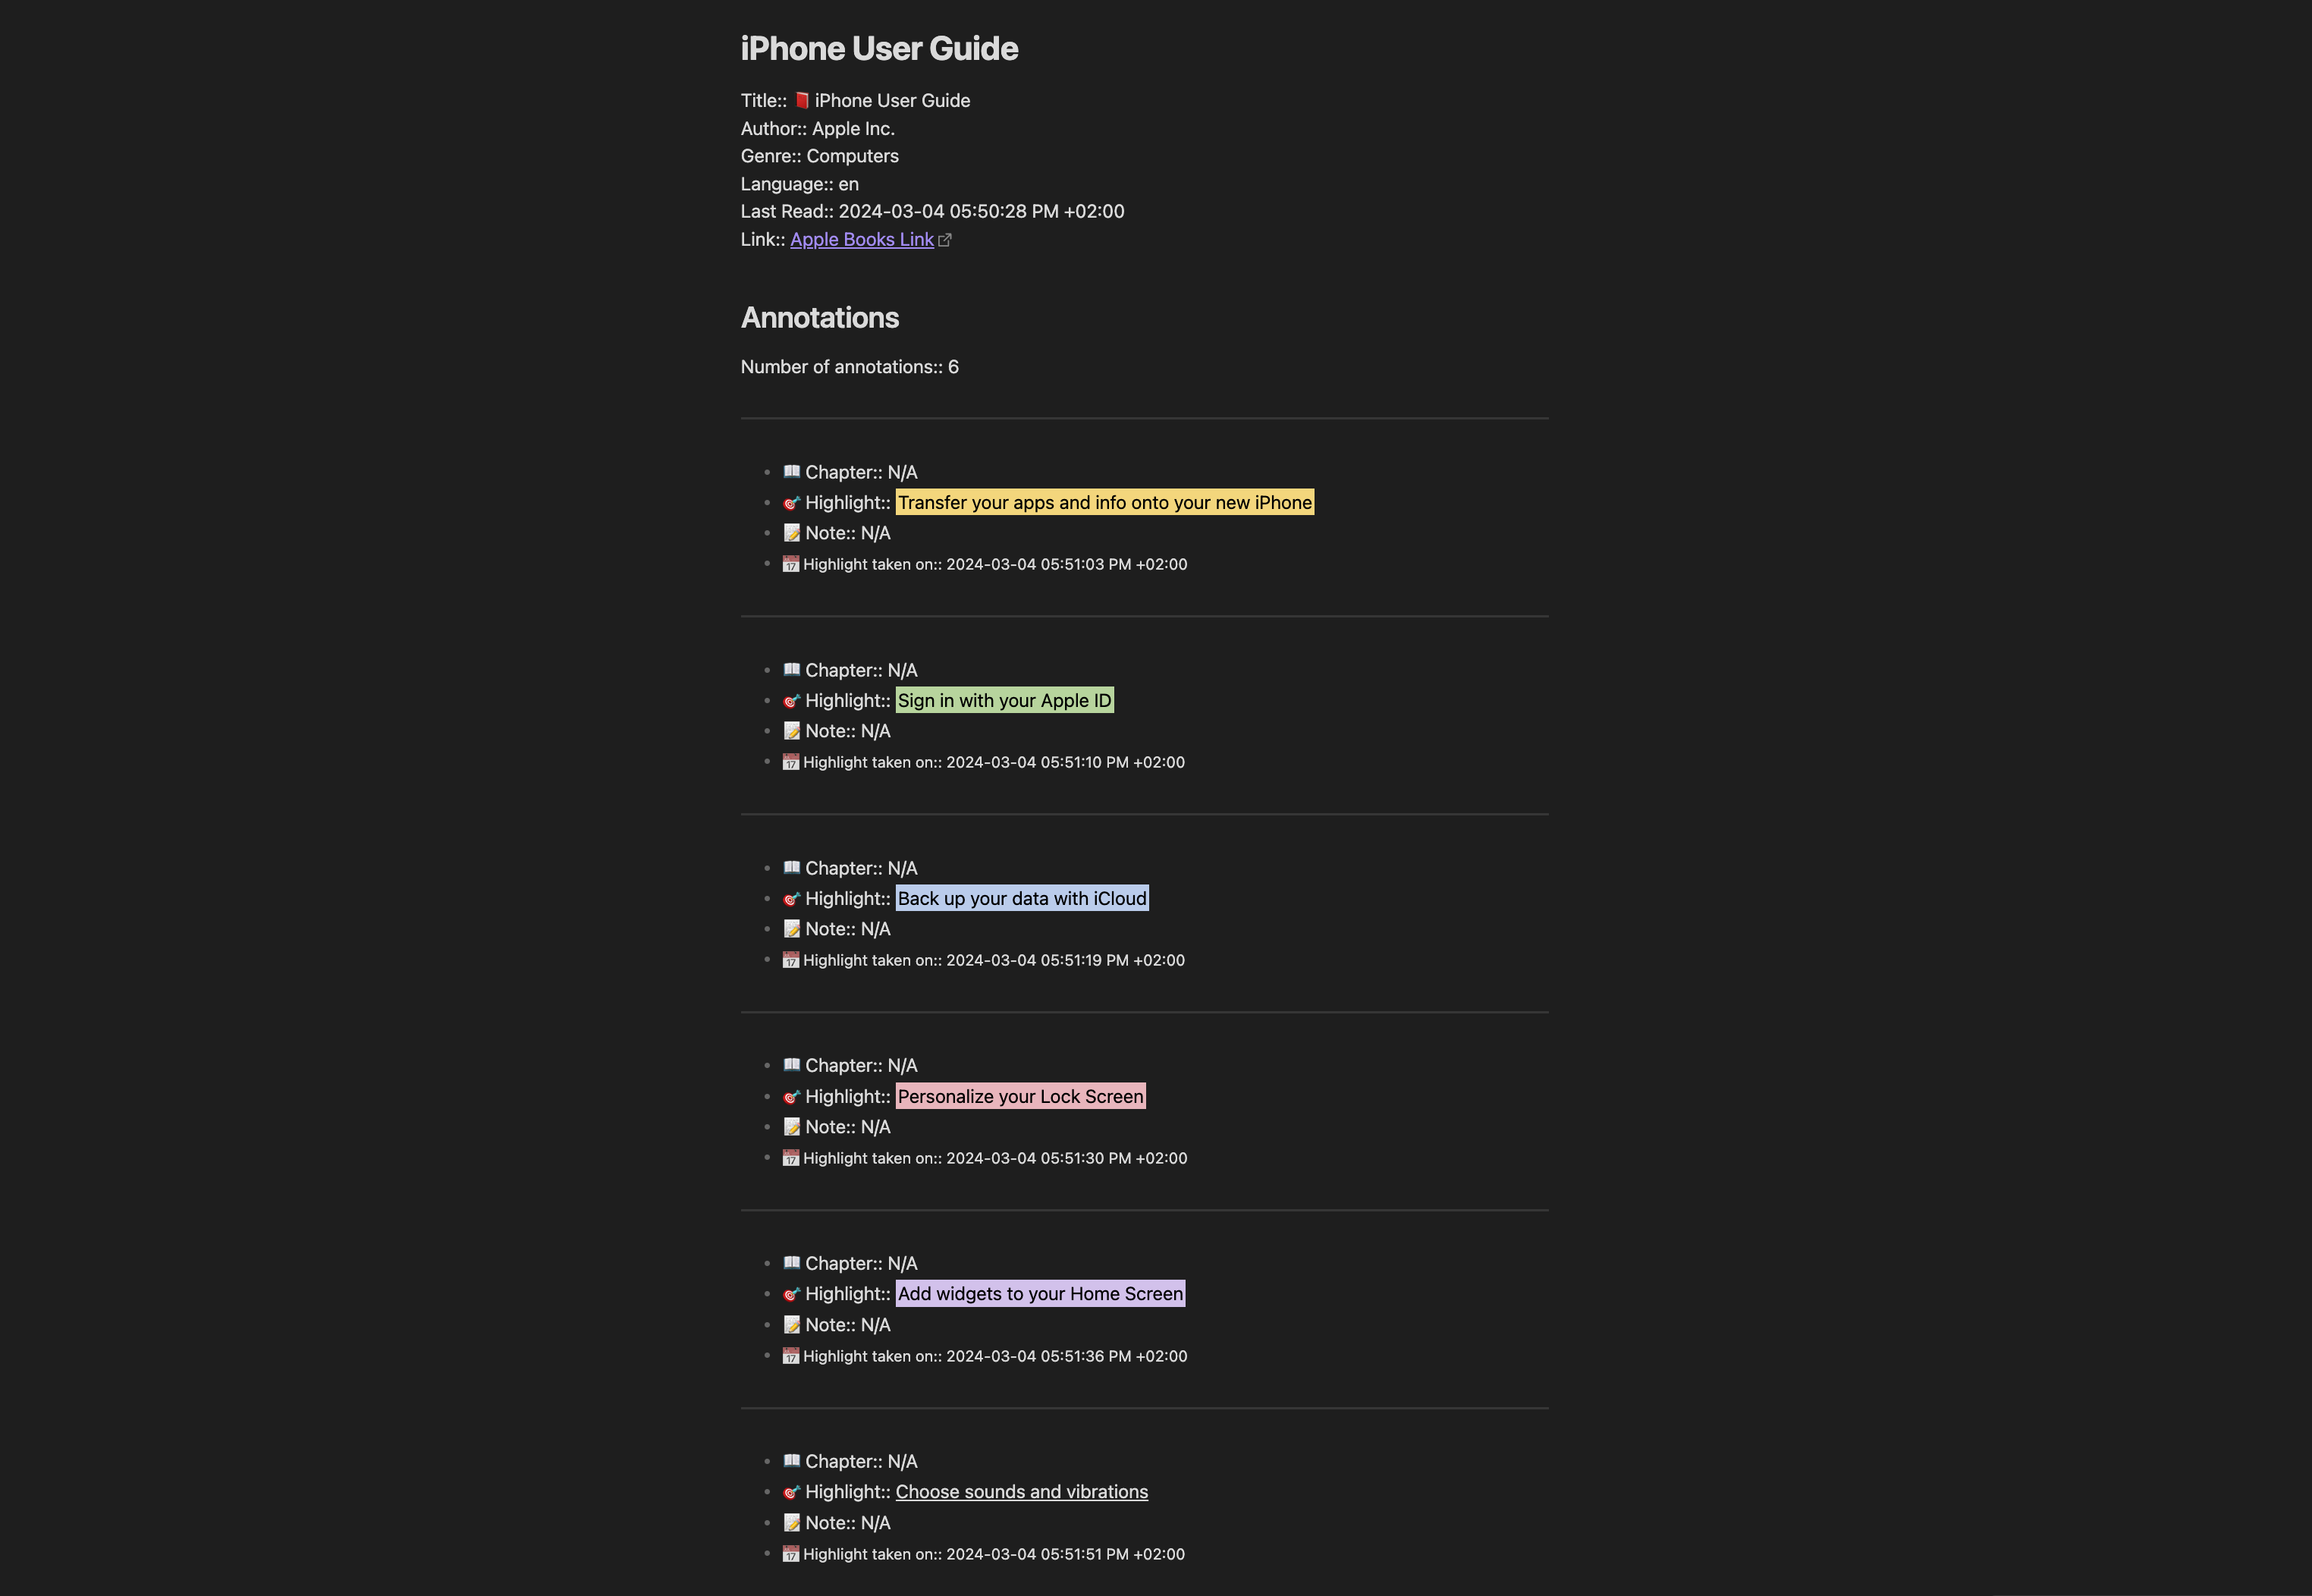 iPhone User Guide
Title:: 📕 iPhone User Guide
Author:: Apple Inc.
Genre:: Computers
Language:: en
Last Read:: 2024-03-04 05:50:28 PM +02:00
Link:: Apple Books Link
Annotations
Number of annotations:: 6
📖 Chapter:: N/A
🎯 Highlight:: Transfer your apps and info onto your new iPhone
📝 Note:: N/A
📅 Highlight taken on:: 2024-03-04 05:51:03 PM +02:00
📖 Chapter:: N/A
🎯 Highlight:: Sign in with your Apple ID
📝 Note:: N/A
📅 Highlight taken on:: 2024-03-04 05:51:10 PM +02:00
📖 Chapter:: N/A
🎯 Highlight:: Back up your data with iCloud
📝 Note:: N/A
📅 Highlight taken on:: 2024-03-04 05:51:19 PM +02:00
📖 Chapter:: N/A
🎯 Highlight:: Personalize your Lock Screen
📝 Note:: N/A
📅 Highlight taken on:: 2024-03-04 05:51:30 PM +02:00
📖 Chapter:: N/A
🎯 Highlight:: Add widgets to your Home Screen
📝 Note:: N/A
📅 Highlight taken on:: 2024-03-04 05:51:36 PM +02:00
📖 Chapter:: N/A
🎯 Highlight:: Choose sounds and vibrations
📝 Note:: N/A
📅 Highlight taken on:: 2024-03-04 05:51:51 PM +02:00